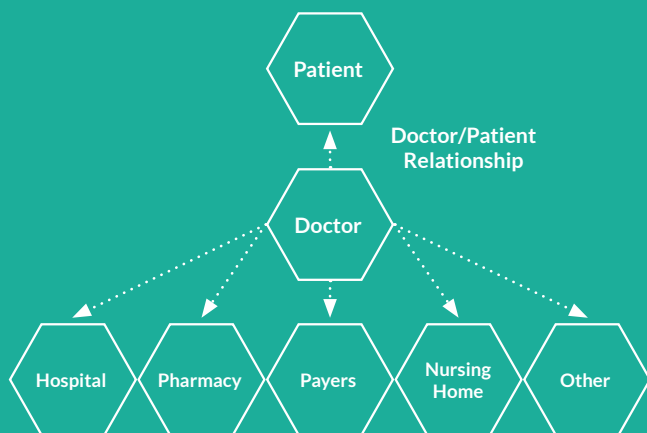 Patient
Doctor/Patient
Relationship
Doctor
Hospital
Pharmacy
Payers
Nursing
Home
Other